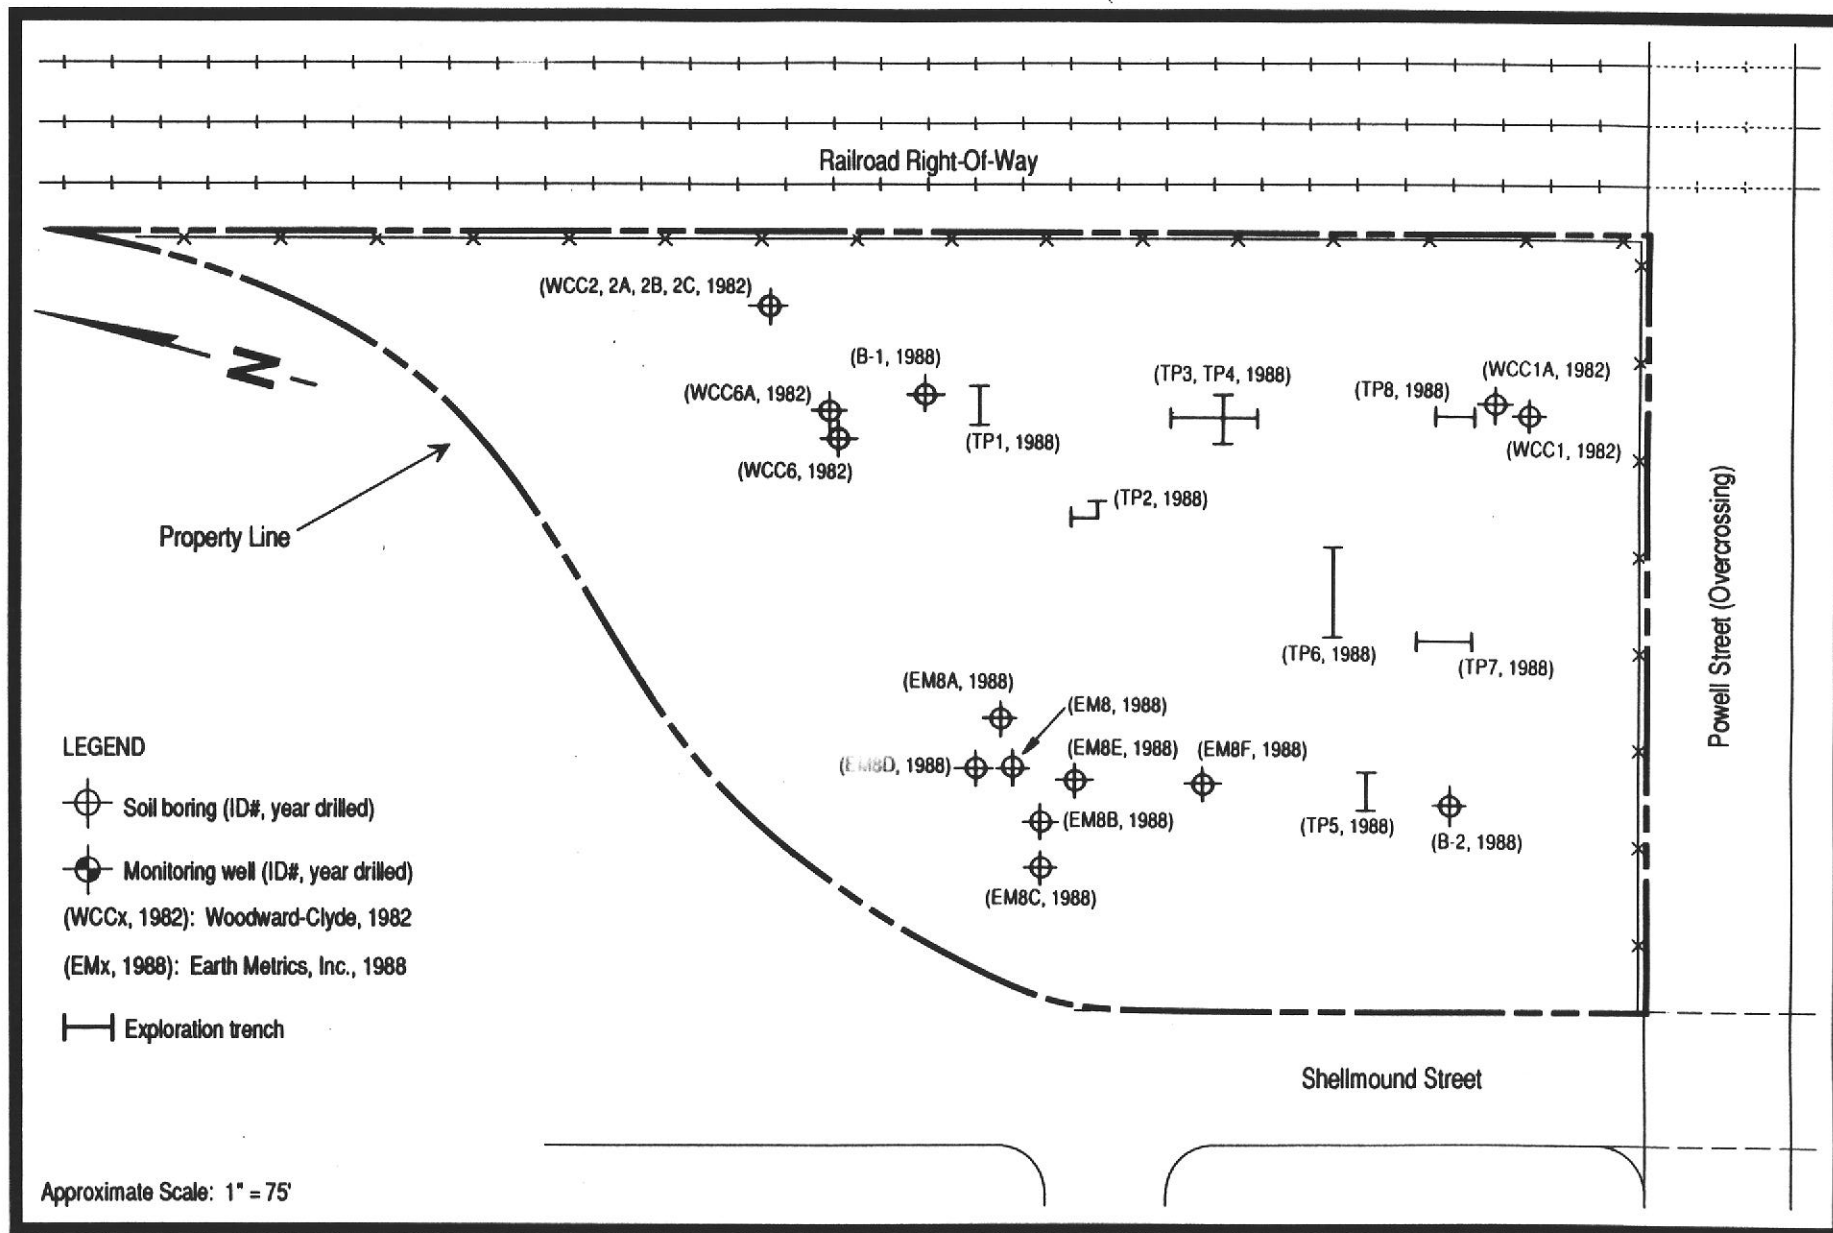 Railroad Right-Of-Way
(WCC2, 2A, 2B, 2C, 1982)
N
(B-1, 1988)
(WCC6A, 1982)
(TP1, 1988)
(WCC6, 1982)
(TP3, TP4, 1988)
(TP8, 1988)
(WCC1A, 1982)
(WCC1, 1982)
(TP2, 1988)
Property Line
(TP6, 1988)
(TP7, 1988)
Powell Street (Overcrossing)
(EM8A, 1988)
(EM8, 1988)
(EM8D, 1988)
(EM8E, 1988)
(EM8F, 1988)
(EM8B, 1988)
(EM8C, 1988)
(TP5, 1988)
(B-2, 1988)
LEGEND
Soil boring (ID#, year drilled)
Monitoring well (ID#, year drilled)
(WCCx, 1982): Woodward-Clyde, 1982
(EMx, 1988): Earth Metrics, Inc., 1988
Exploration trench
Shellmound Street
Approximate Scale: 1" = 75'